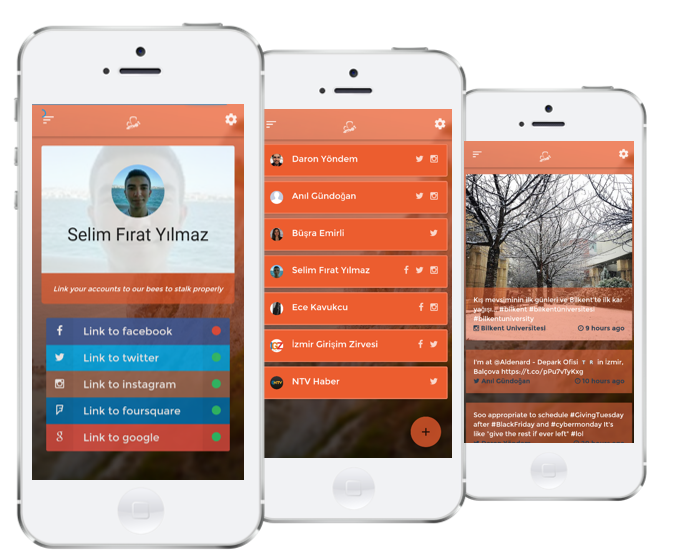 Selim Fırat Yılmaz
Link your accounts to our bees to stalk properly
Link to facebook
Link to twitter
Link to instagram
Link to foursquare
Link to google
Daron Yöndem
Anıl Gündoğan
Büşra Emirli
Selim Fırat Yılmaz
Ece Kavukcu
İzmir Girişim Zirvesi
NTV Haber
Kış mevsiminin ilk günleri ve Bilkent'te ilk kar
yağışı.. #bilkent #bilkentüniversitesi
#bilkentuniversity
Bilkent Üniversitesi 9 hours ago
I'm at @Aldenard - Depark Ofisi T R in İzmir,
Balçova https://t.co/pPu7vTyKxg
Anıl Gündoğan 10 hours ago
Soo appropriate to schedule #GivingTuesday
after #BlackFriday and #cybermonday It's
like "give the rest if ever left" #lol